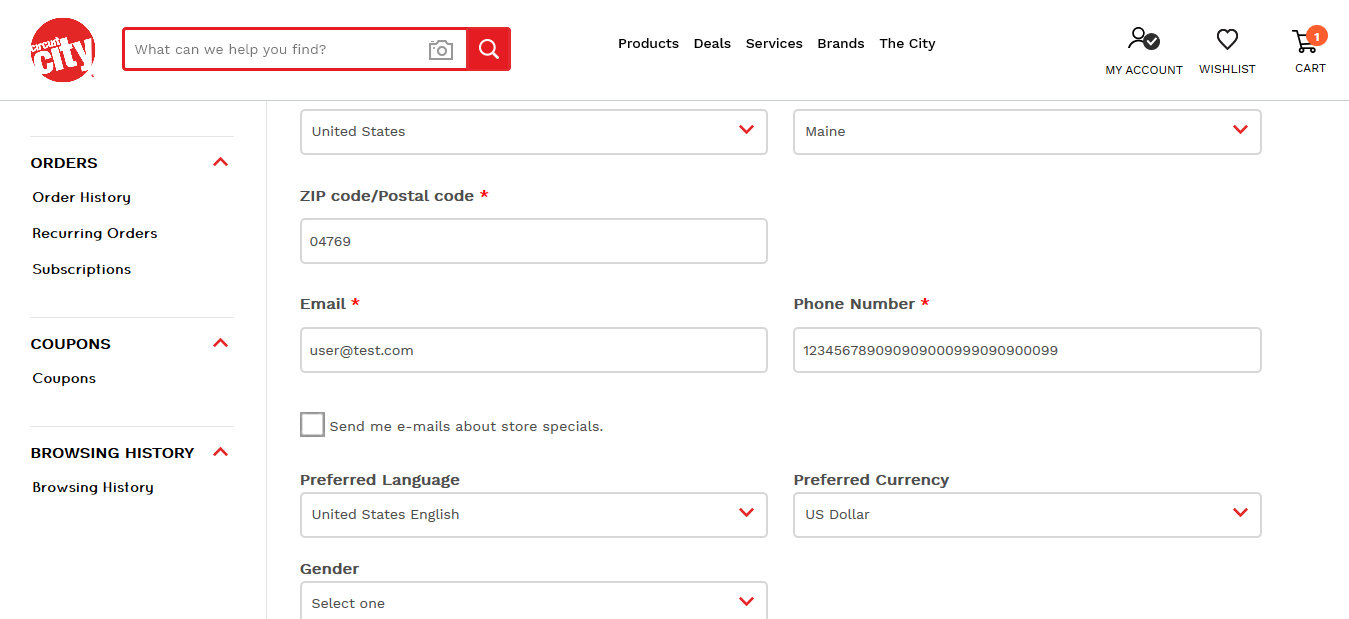 circuit
city
What can we help you find?
Products Deals Services Brands The City
MY ACCOUNT
WISHLIST
1
CART
ORDERS
Order History
Recurring Orders
Subscriptions
COUPONS
Coupons
BROWSING HISTORY
Browsing History
United States
Maine
ZIP code/Postal code *
04769
Email *
Phone Number *
user@test.com
123456789090909000999090900099
Send me e-mails about store specials.
Preferred Language
Preferred Currency
United States English
US Dollar
Gender
Select one